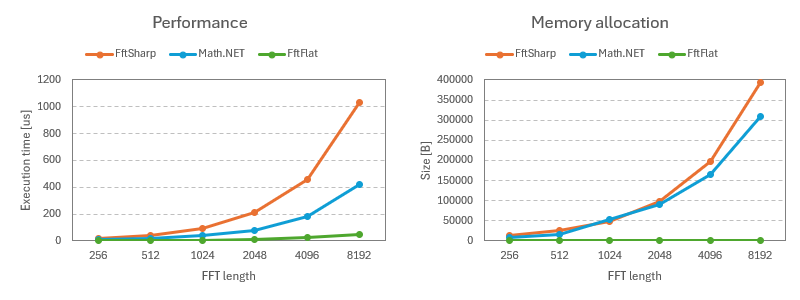 Performance
FftSharp Math.NET FftFlat
Execution time [us]
1200
1000
800
600
400
200
0
256 512 1024 2048 4096 8192
FFT length
Memory allocation
FftSharp Math.NET FftFlat
Size [B]
400000
350000
300000
250000
200000
150000
100000
50000
0
256 512 1024 2048 4096 8192
FFT length